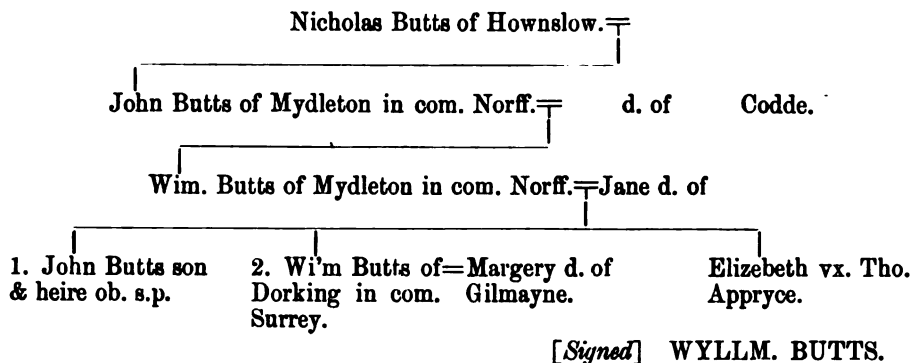 Nicholas Butts of Hownslow.
John Butts of Mydleton in com. Norff. d. of Codde.
Wim. Butts of Mydleton in com. Norff. Jane d. of
1. John Butts son 2. Wi'm Butts of=Margery d. of Elizebeth vx. Tho.
& heire ob. s.p. Dorking in com. Gilmayne. Appryce.
Surrey.
[Signed] WYLLM. BUTTS.